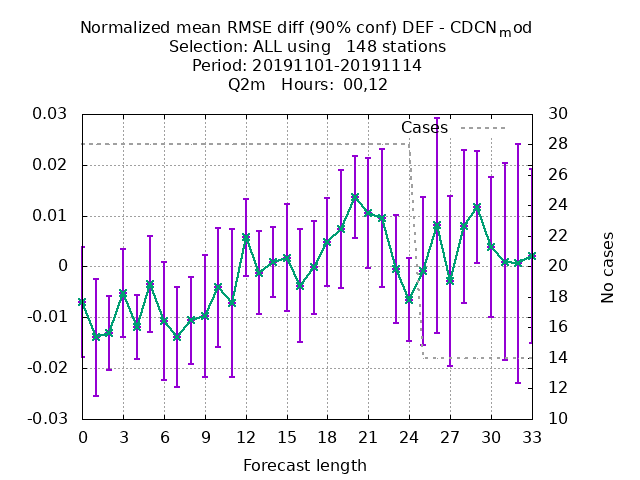 Normalized mean RMSE diff (90% conf) DEF - CDCNmod
Selection: ALL using   148 stations
Period: 20191101-20191114
Q2m   Hours:  00,12
Cases
0.03
0.02
0.01
0
-0.01
-0.02
-0.03
30
28
26
24
22
20
18
16
14
12
10
No cases
0 3 6 9 12 15 18 21 24 27 30 33
Forecast length